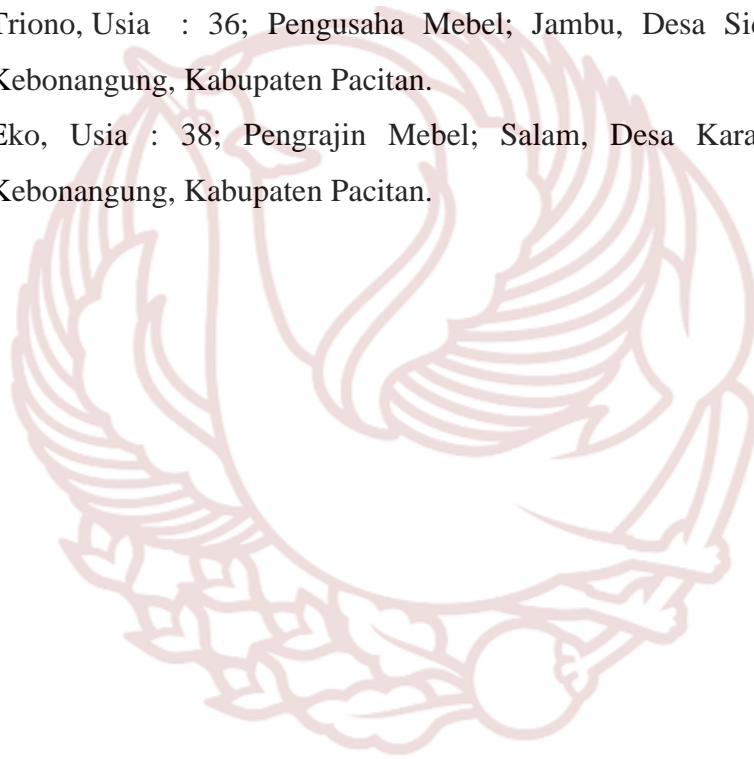 Triono, Usia : 36; Pengusaha Mebel; Jambu, Desa
Kebonangung, Kabupaten Pacitan.
Eko, Usia : 38; Pengrajin Mebel; Salam, Desa
Kebonangung, Kabupaten Pacitan.